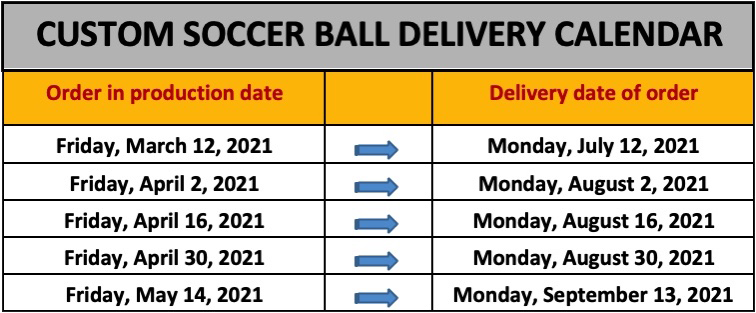 CUSTOM SOCCER BALL DELIVERY CALENDAR
Order in production date Delivery date of order
Friday, March 12, 2021 Monday, July 12, 2021
Friday, April 2, 2021 Monday, August 2, 2021
Friday, April 16, 2021 Monday, August 16, 2021
Friday, April 30, 2021 Monday, August 30, 2021
Friday, May 14, 2021 Monday, September 13, 2021